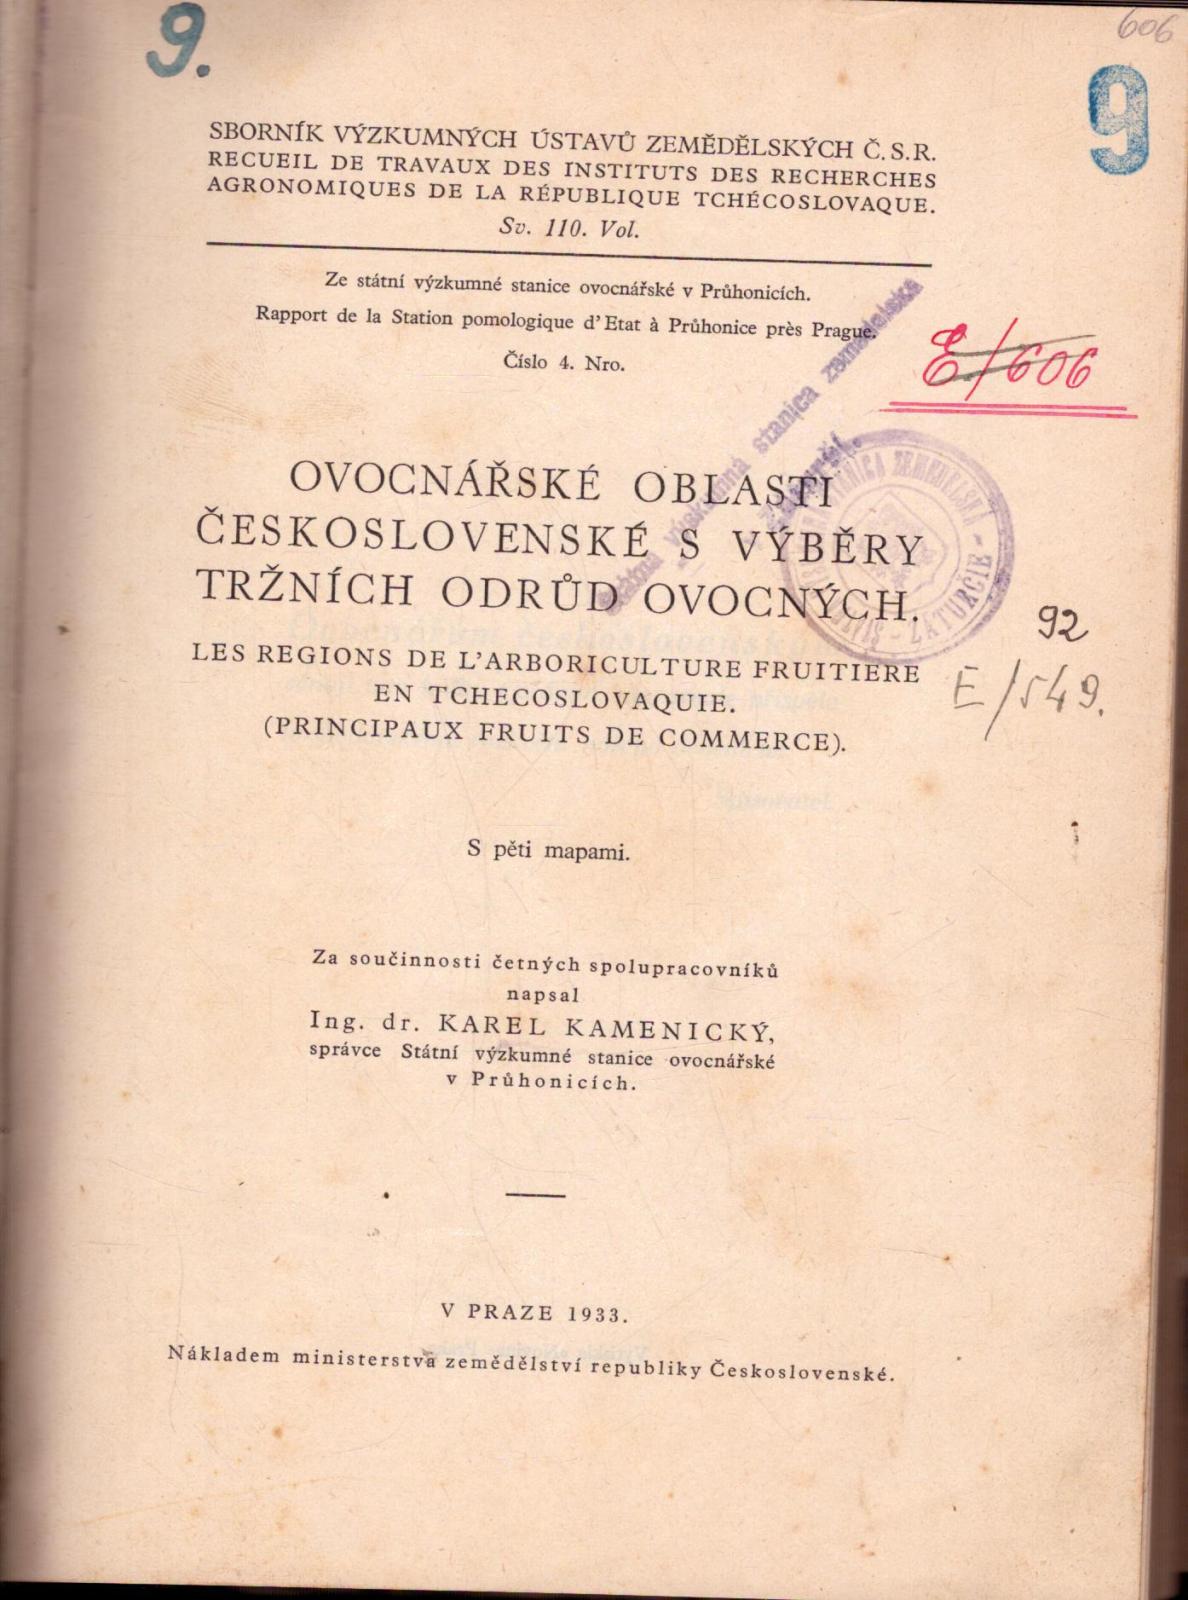 606
9.
9
SBORNÍK VÝZKUMNÝCH ÚSTAVŮ ZEMĚDĚLSKÝCH Č. S. R.
RECUEIL DE TRAVAUX DES INSTITUTS DES RECHERCHES
AGRONOMIQUES DE LA RÉPUBLIQUE TCHÉCOSLOVAQUE.
Sv. 110. Vol.
Ze státní výzkumné stanice ovocnářské v Průhonicích.
Rapport de la Station pomologique d'Etat à Průhonice près Prague.
Číslo 4. Nro.
E/606
stanica zemedelska
OVOCNÁŘSKÉ OBLASTI
ČESKOSLOVENSKÉ S VÝBĚRY
TRŽNÍCH ODRŮD OVOCNÝCH.
ZEMEDELSKÁ - ZÁTURČIE -
LES REGIONS DE L'ARBORICULTURE FRUITIERE
EN TCHECOSLOVAQUIE.
(PRINCIPAUX FRUITS DE COMMERCE).
92
E/549.
S pěti mapami.
Za součinnosti četných spolupracovníků
napsal
Ing. dr. KAREL KAMENICKÝ,
správce Státní výzkumné stanice ovocnářské
v Průhonicích.
V PRAZE 1933.
Nákladem ministerstva zemědělství republiky Československé.